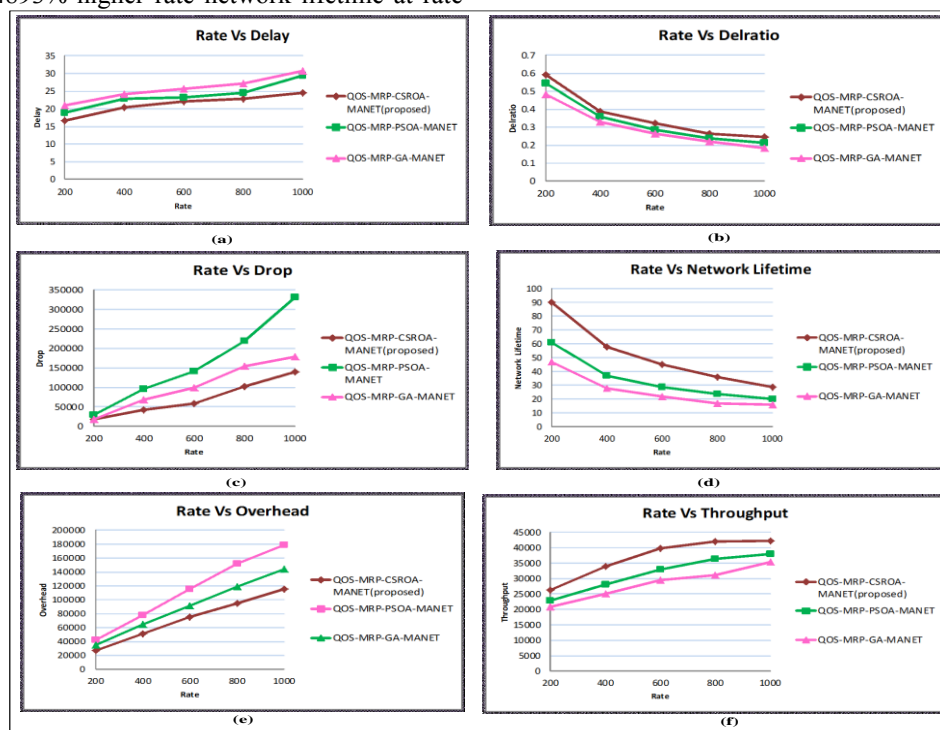 4893% higher rate network lifetime at rate
Rate Vs Delay
35
30
25
20
15
10
5
0
Delay
200 400 600 800 1000
Rate
QOS-MRP-CSROA-
MANET(proposed)
QOS-MRP-PSOA-MANET
QOS-MRP-GA-MANET
(a)
Rate Vs Delratio
0.7
0.6
0.5
0.4
0.3
0.2
0.1
0
Delratio
200 400 600 800 1000
Rate
QOS-MRP-CSROA-
MANET(proposed)
QOS-MRP-PSOA-MANET
QOS-MRP-GA-MANET
(b)
Rate Vs Drop
350000
300000
250000
200000
150000
100000
50000
0
Drop
200 400 600 800 1000
Rate
QOS-MRP-CSROA-
MANET(proposed)
QOS-MRP-PSOA-
MANET
QOS-MRP-GA-MANET
(c)
Rate Vs Network Lifetime
100
90
80
70
60
50
40
30
20
10
0
Network Lifetime
200 400 600 800 1000
Rate
QOS-MRP-CSROA-
MANET(proposed)
QOS-MRP-PSOA-MANET
QOS-MRP-GA-MANET
(d)
Rate Vs Overhead
200000
180000
160000
140000
120000
100000
80000
60000
40000
20000
0
Overhead
200 400 600 800 1000
Rate
QOS-MRP-CSROA-
MANET(proposed)
QOS-MRP-PSOA-MANET
QOS-MRP-GA-MANET
(e)
Rate Vs Throughput
45000
40000
35000
30000
25000
20000
15000
10000
5000
0
Throughput
200 400 600 800 1000
Rate
QOS-MRP-CSROA-
MANET(proposed)
QOS-MRP-PSOA-MANET
QOS-MRP-GA-MANET
(f)